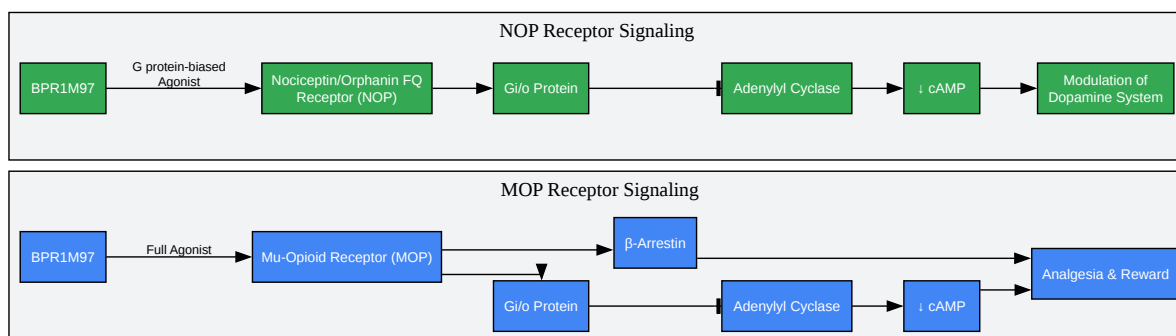 NOP Receptor Signaling
BPR1M97
G protein-biased
Agonist
Nociceptin/Orphanin FQ
Receptor (NOP)
Gi/o Protein
Adenylyl Cyclase
↓ cAMP
Modulation of
Dopamine System
MOP Receptor Signaling
BPR1M97
Full Agonist
Mu-Opioid Receptor (MOP)
β-Arrestin
Gi/o Protein
Adenylyl Cyclase
↓ cAMP
Analgesia & Reward